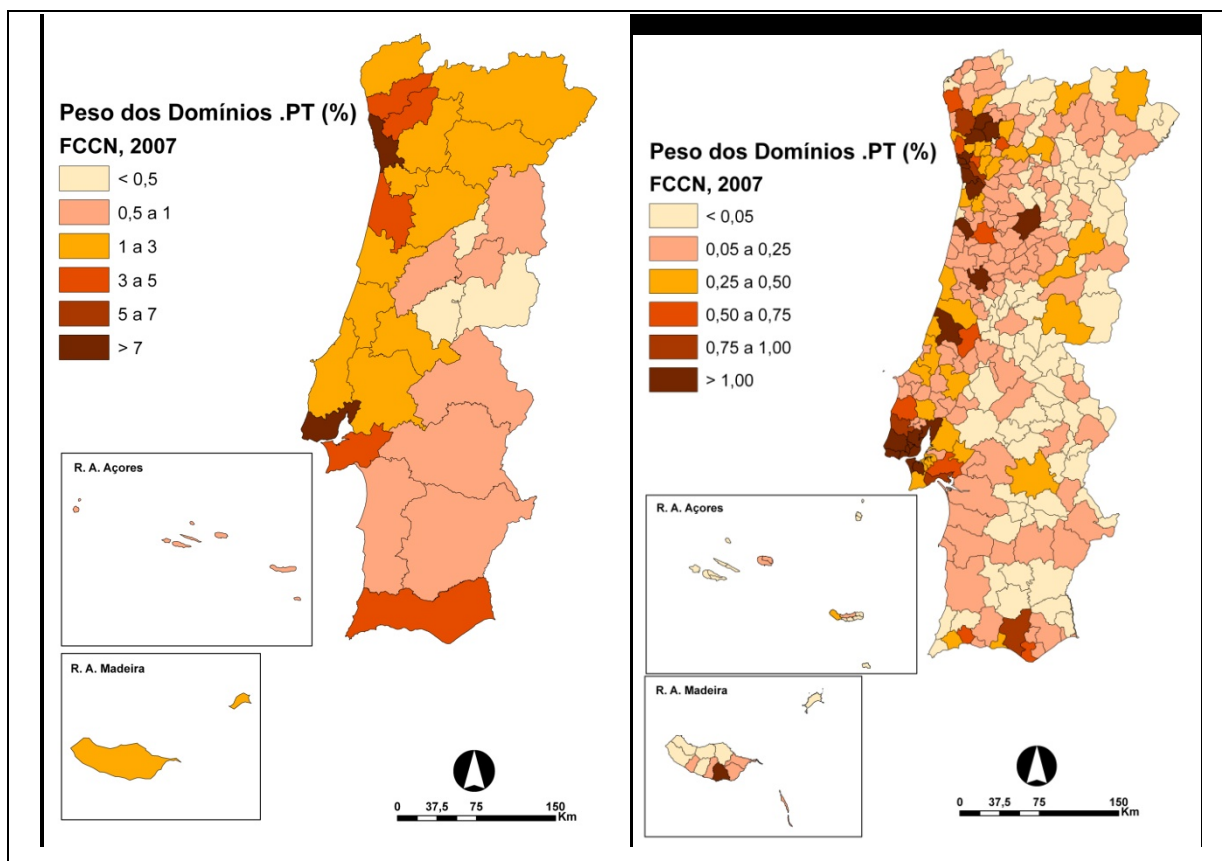 Peso dos Domínios .PT (%)
FCCN, 2007
< 0,5
0,5 a 1
1 a 3
3 a 5
5 a 7
> 7
R. A. Açores
R. A. Madeira
0 37,5 75 150
Km
Peso dos Domínios .PT (%)
FCCN, 2007
< 0,05
0,05 a 0,25
0,25 a 0,50
0,50 a 0,75
0,75 a 1,00
> 1,00
R. A. Açores
R. A. Madeira
0 37,5 75 150
Km